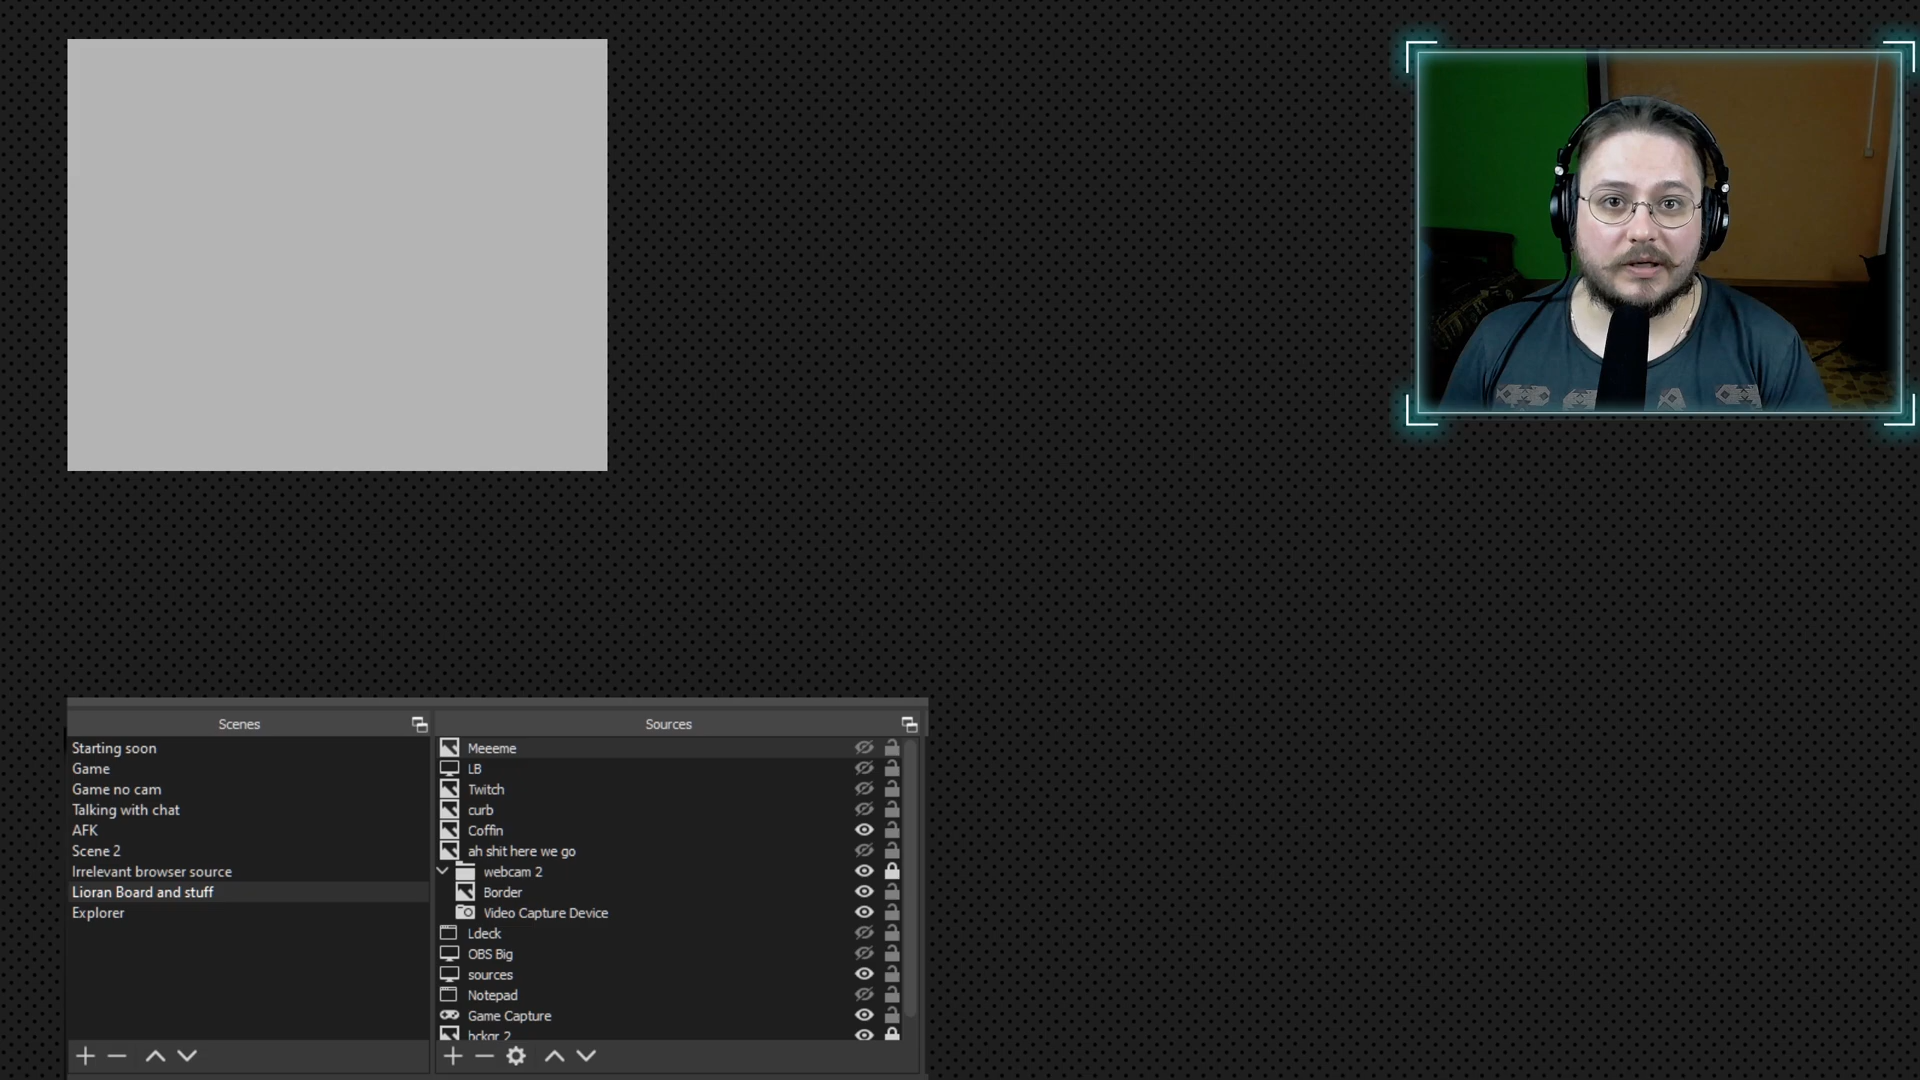 Scenes
Starting soon
Game
Game no cam
Talking with chat
AFK
Scene 2
Irrelevant browser source
Lioran Board and stuff
Explorer
Sources
Meeeme
LB
Twitch
curb
Coffin
ah shit here we go
webcam 2
Border
Video Capture Device
Ldeck
OBS Big
sources
Notepad
Game Capture
bckgr 2